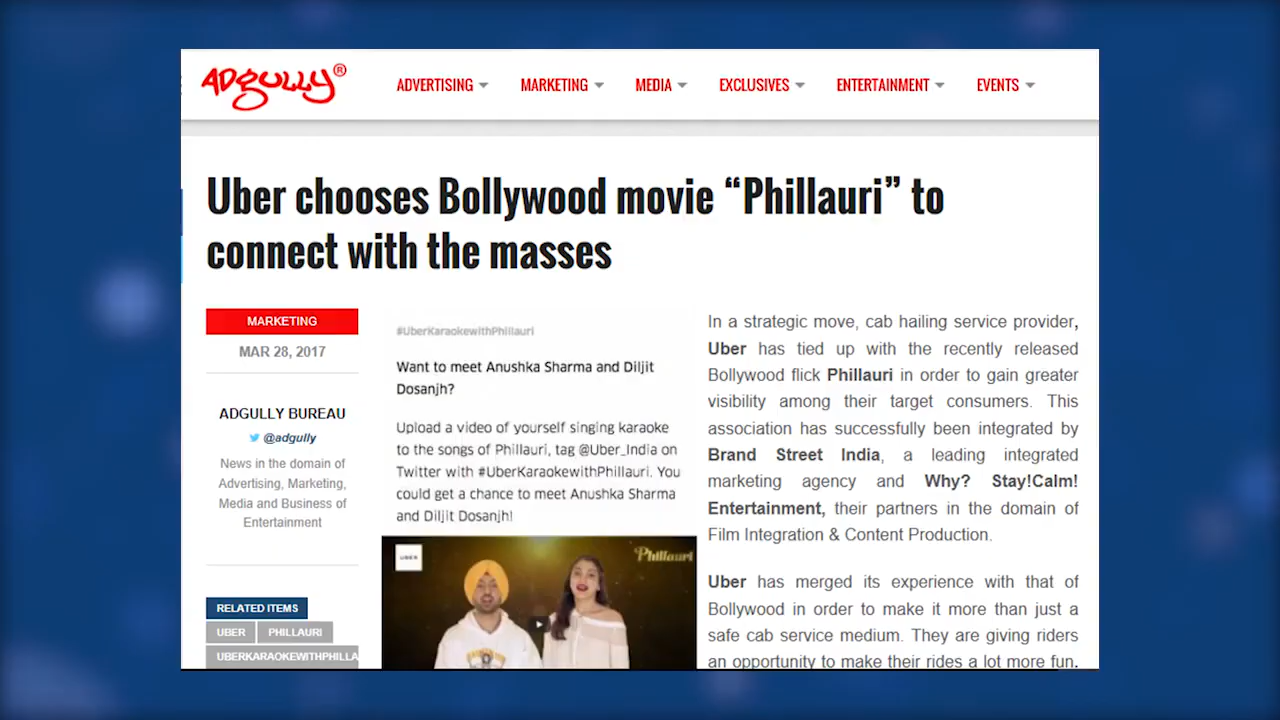 ADGULLY®
ADVERTISING
MARKETING
MEDIA
EXCLUSIVES
ENTERTAINMENT
EVENTS
Uber chooses Bollywood movie “Phillauri” to
connect with the masses
MARKETING
MAR 28, 2017
ADGULLY BUREAU
@adgully
News in the domain of
Advertising, Marketing,
Media and Business of
Entertainment
RELATED ITEMS
UBER
PHILLAURI
UBERKARAOKEWITHPHILLA
#UberKaraokewithPhillauri
Want to meet Anushka Sharma and Diljit
Dosanjh?
Upload a video of yourself singing karaoke
to the songs of Phillauri, tag @Uber_India on
Twitter with #UberKaraokewithPhillauri. You
could get a chance to meet Anushka Sharma
and Diljit Dosanjh!
UBER
Phillauri
In a strategic move, cab hailing service provider,
Uber has tied up with the recently released
Bollywood flick Phillauri in order to gain greater
visibility among their target consumers. This
association has successfully been integrated by
Brand Street India, a leading integrated
marketing agency and Why? Stay!Calm!
Entertainment, their partners in the domain of
Film Integration & Content Production.
Uber has merged its experience with that of
Bollywood in order to make it more than just a
safe cab service medium. They are giving riders
an opportunity to make their rides a lot more fun.